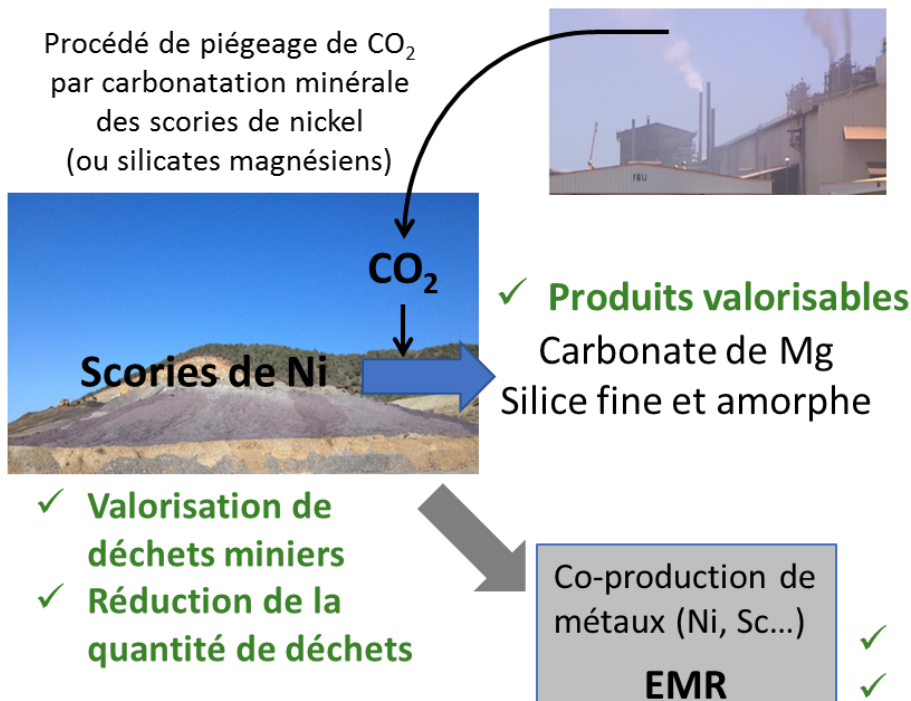 Procédé de piégeage de CO₂
par carbonatation minérale
des scories de nickel
(ou silicates magnésiens)
CO₂
Scories de Ni
✓ Produits valorisables
Carbonate de Mg
Silice fine et amorphe
✓ Valorisation de
déchets miniers
✓ Réduction de la
quantité de déchets
Co-production de
métaux (Ni, Sc...)
EMR
✓
✓